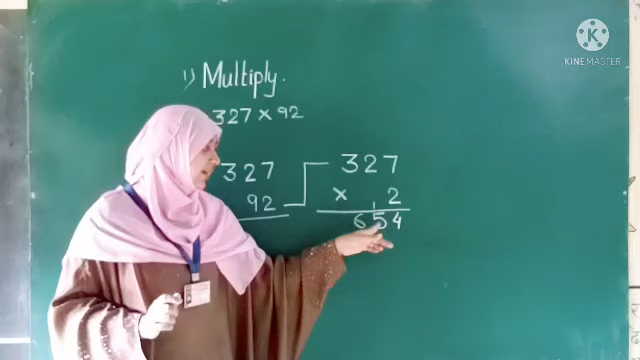 K
KINEMASTER
1) Multiply.
327 × 92
327
92
327
× 2
1
654